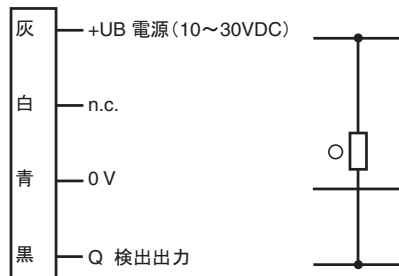 灰 +UB 電源（10～30VDC）
白 n.c.
青 0 V
黒 Q 検出出力